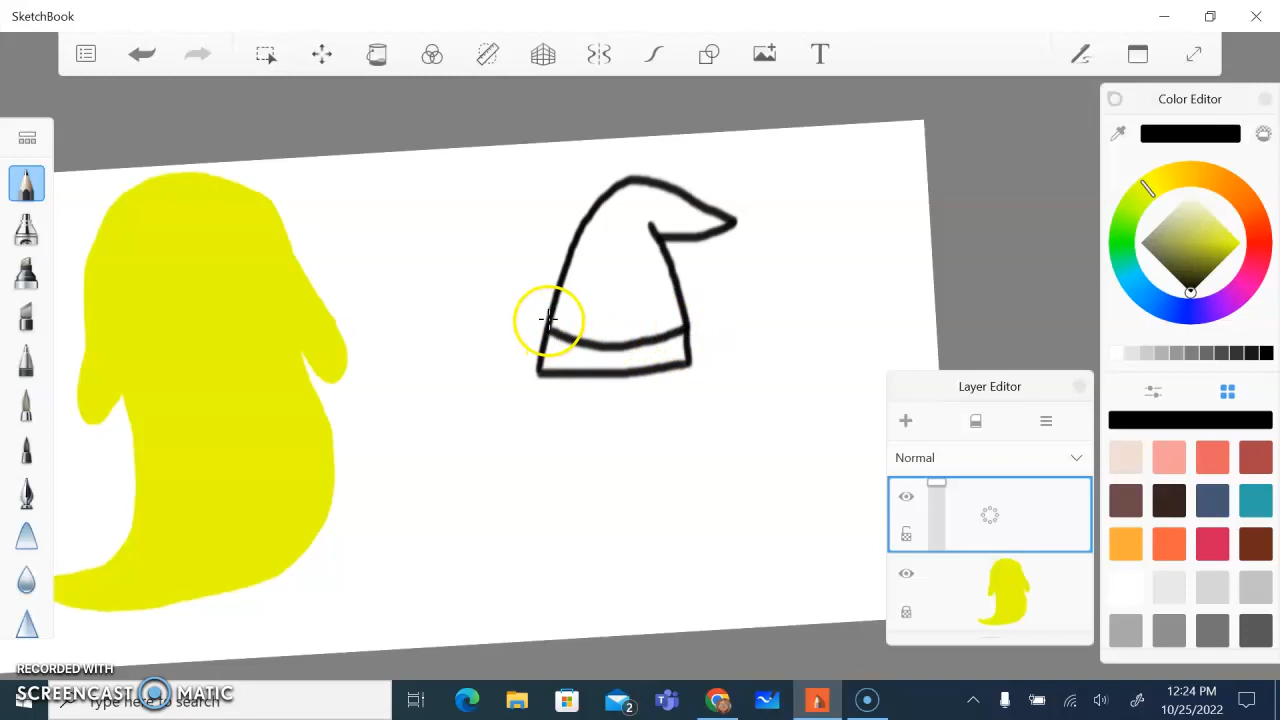 SketchBook
T
Color Editor
Layer Editor
Normal
RECORDED WITH
SCREENCAST MATIC
Type here to search
2
12:24 PM
10/25/2022